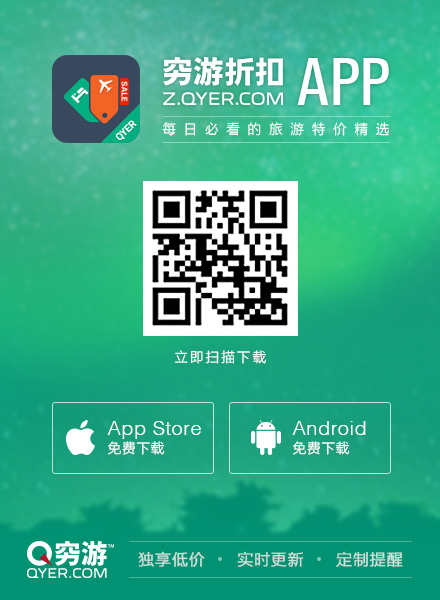 穷游折扣 APP
Z.QYER.COM
每日必看的旅游特价精选
SALE
QYER
立即扫描下载
App Store
免费下载
Android
免费下载
穷游™
QYER.COM
独享低价 • 实时更新 • 定制提醒